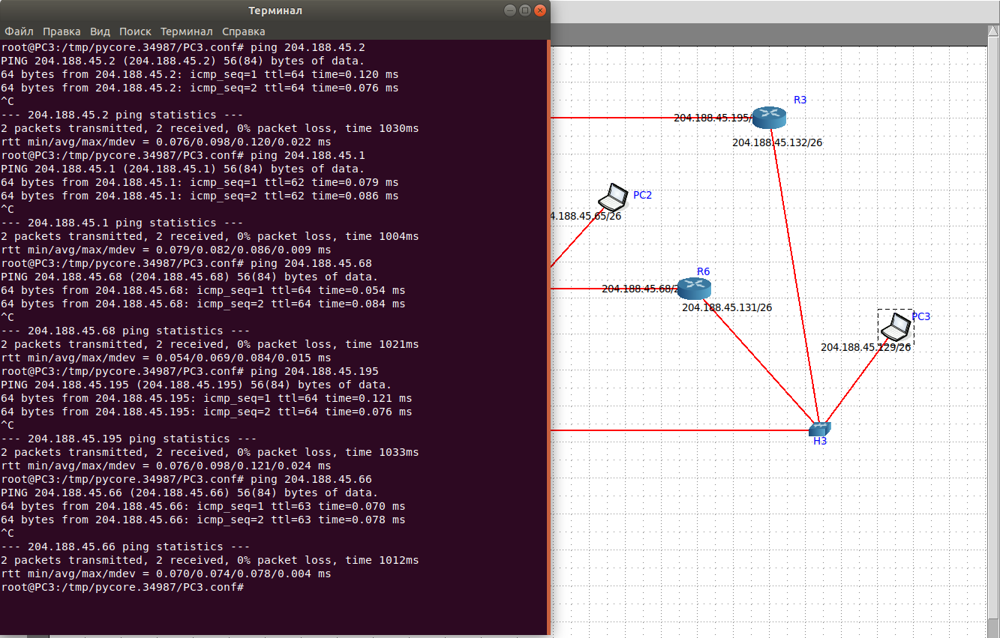 Терминал
Файл Правка Вид Поиск Терминал Справка
root@PC3:/tmp/pycore.34987/PC3.conf# ping 204.188.45.2
PING 204.188.45.2 (204.188.45.2) 56(84) bytes of data.
64 bytes from 204.188.45.2: icmp_seq=1 ttl=64 time=0.120 ms
64 bytes from 204.188.45.2: icmp_seq=2 ttl=64 time=0.076 ms
^C
--- 204.188.45.2 ping statistics ---
2 packets transmitted, 2 received, 0% packet loss, time 1030ms
rtt min/avg/max/mdev = 0.076/0.098/0.120/0.022 ms
root@PC3:/tmp/pycore.34987/PC3.conf# ping 204.188.45.1
PING 204.188.45.1 (204.188.45.1) 56(84) bytes of data.
64 bytes from 204.188.45.1: icmp_seq=1 ttl=62 time=0.079 ms
64 bytes from 204.188.45.1: icmp_seq=2 ttl=62 time=0.086 ms
^C
--- 204.188.45.1 ping statistics ---
2 packets transmitted, 2 received, 0% packet loss, time 1004ms
rtt min/avg/max/mdev = 0.079/0.082/0.086/0.009 ms
root@PC3:/tmp/pycore.34987/PC3.conf# ping 204.188.45.68
PING 204.188.45.68 (204.188.45.68) 56(84) bytes of data.
64 bytes from 204.188.45.68: icmp_seq=1 ttl=64 time=0.054 ms
64 bytes from 204.188.45.68: icmp_seq=2 ttl=64 time=0.084 ms
^C
--- 204.188.45.68 ping statistics ---
2 packets transmitted, 2 received, 0% packet loss, time 1021ms
rtt min/avg/max/mdev = 0.054/0.069/0.084/0.015 ms
root@PC3:/tmp/pycore.34987/PC3.conf# ping 204.188.45.195
PING 204.188.45.195 (204.188.45.195) 56(84) bytes of data.
64 bytes from 204.188.45.195: icmp_seq=1 ttl=64 time=0.121 ms
64 bytes from 204.188.45.195: icmp_seq=2 ttl=64 time=0.076 ms
^C
--- 204.188.45.195 ping statistics ---
2 packets transmitted, 2 received, 0% packet loss, time 1033ms
rtt min/avg/max/mdev = 0.076/0.098/0.121/0.024 ms
root@PC3:/tmp/pycore.34987/PC3.conf# ping 204.188.45.66
PING 204.188.45.66 (204.188.45.66) 56(84) bytes of data.
64 bytes from 204.188.45.66: icmp_seq=1 ttl=63 time=0.070 ms
64 bytes from 204.188.45.66: icmp_seq=2 ttl=63 time=0.078 ms
^C
--- 204.188.45.66 ping statistics ---
2 packets transmitted, 2 received, 0% packet loss, time 1012ms
rtt min/avg/max/mdev = 0.070/0.074/0.078/0.004 ms
root@PC3:/tmp/pycore.34987/PC3.conf#
R3
204.188.45.195/
204.188.45.132/26
PC2
4.188.45.65/26
R6
204.188.45.68/2
204.188.45.131/26
PC3
204.188.45.129/26
H3